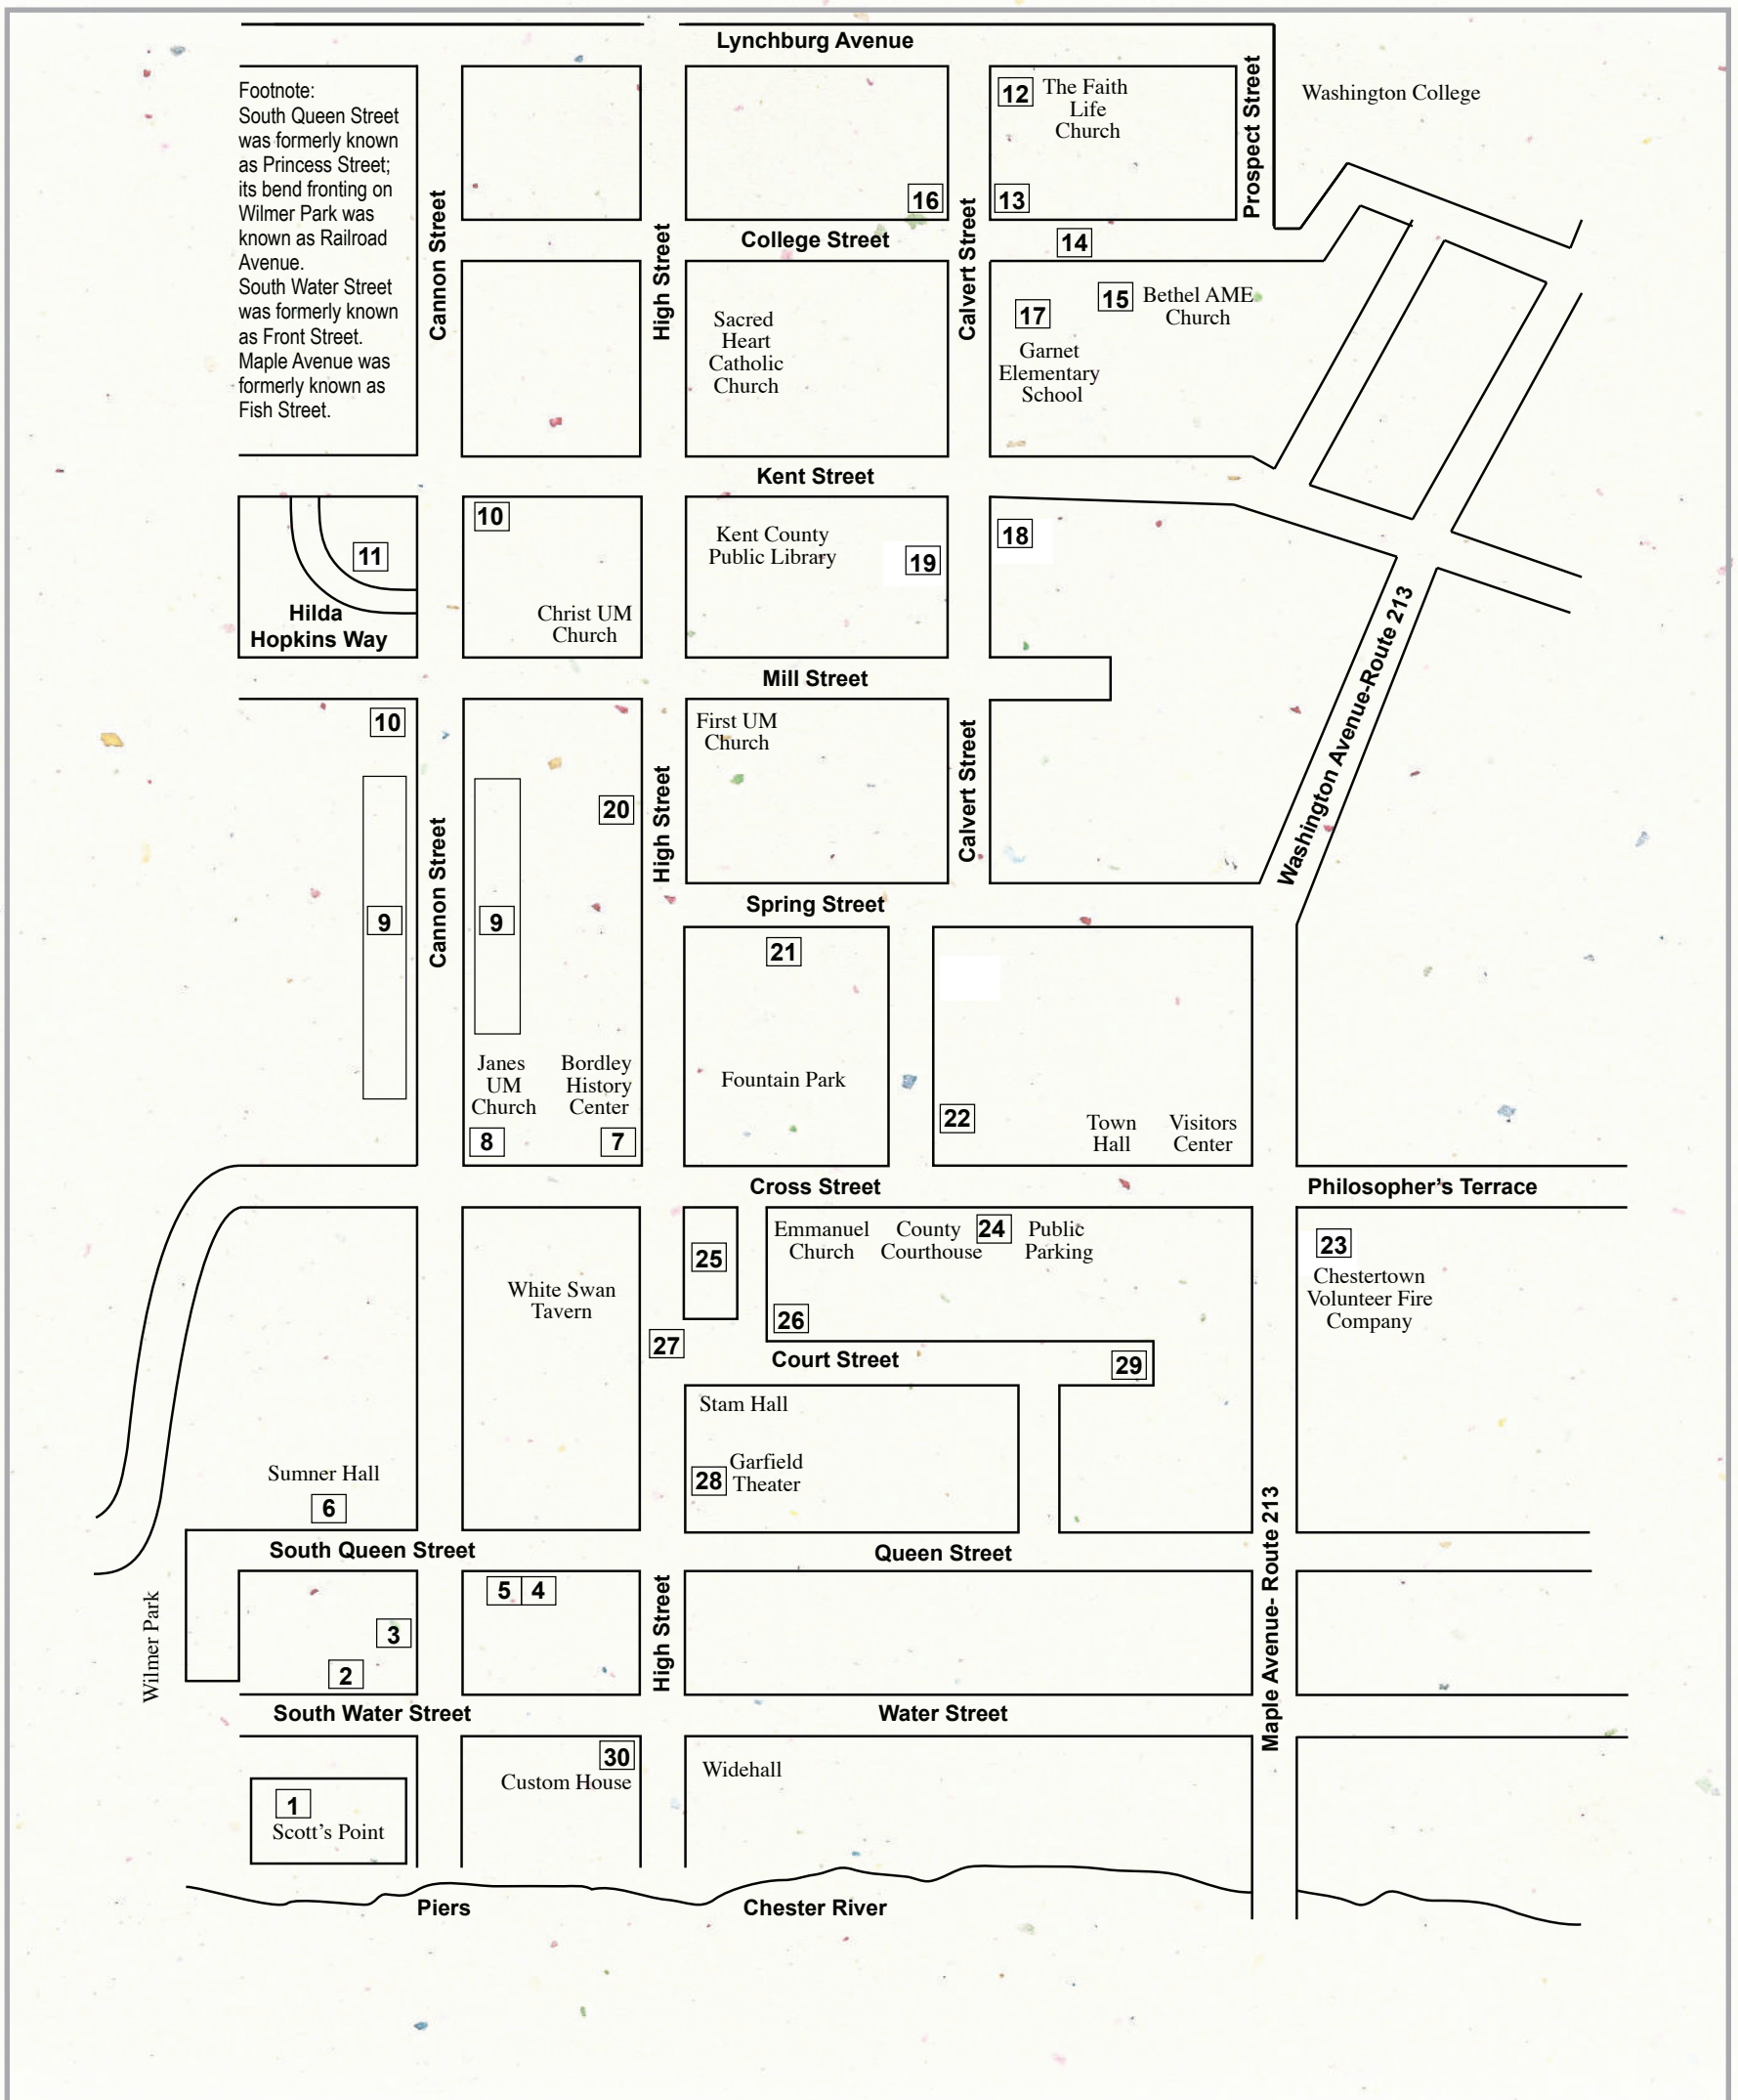 Lynchburg Avenue
Footnote:
South Queen Street
was formerly known
as Princess Street;
its bend fronting on
Wilmer Park was
known as Railroad
Avenue.
South Water Street
was formerly known
as Front Street.
Maple Avenue was
formerly known as
Fish Street.
12
The Faith
Life
Church
Prospect Street
Washington College
16
13
Cannon Street
High Street
College Street
Calvert Street
14
Sacred
Heart
Catholic
Church
17
15
Bethel AME
Church
Garnet
Elementary
School
Kent Street
11
Hilda
Hopkins Way
10
Christ UM
Church
Kent County
Public Library
19
18
Mill Street
Washington Avenue-Route 213
10
9
Cannon Street
9
20
High Street
First UM
Church
Calvert Street
Spring Street
21
Fountain Park
Janes
UM
Church
8
Bordley
History
Center
7
22
Town
Hall
Visitors
Center
Cross Street
Philosopher's Terrace
White Swan
Tavern
25
Emmanuel
Church
County
Courthouse
24
Public
Parking
23
Chestertown
Volunteer Fire
Company
26
27
Court Street
29
Stam Hall
28
Garfield
Theater
Sumner Hall
6
South Queen Street
Queen Street
Maple Avenue- Route 213
Wilmer Park
5
4
3
2
High Street
South Water Street
Water Street
30
Custom House
Widehall
1
Scott's Point
Piers
Chester River